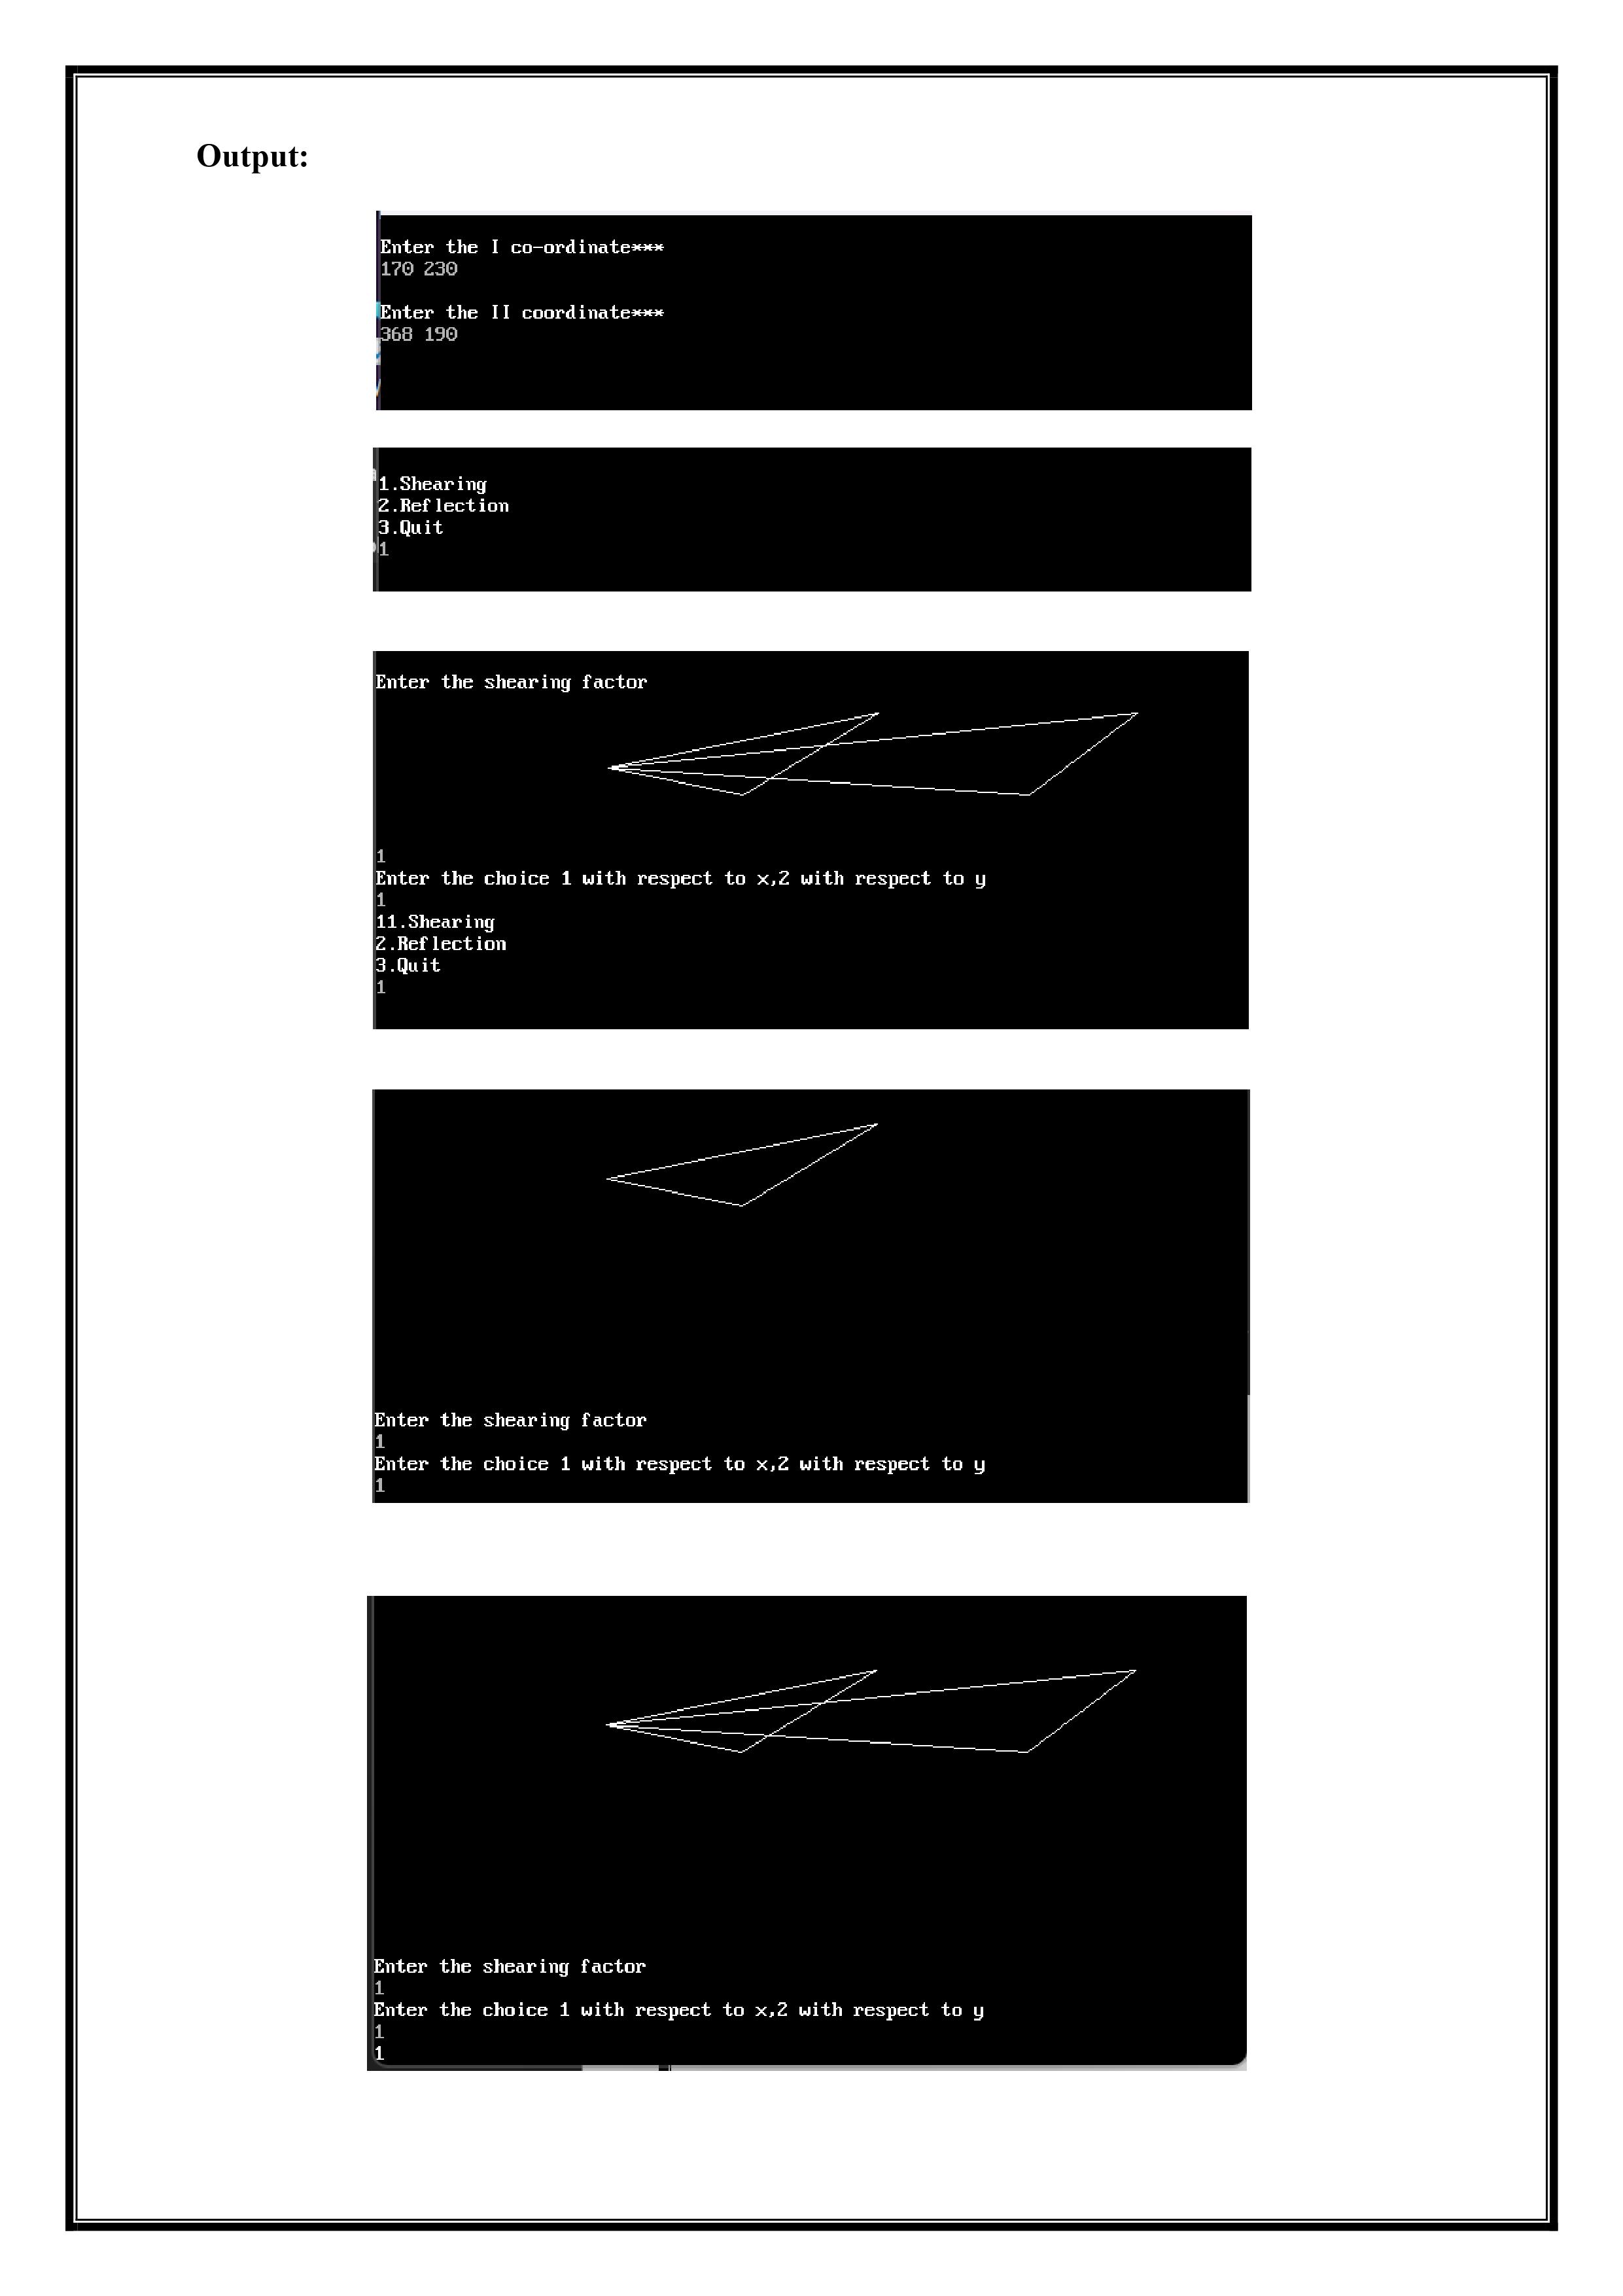 Output:
Enter the I co-ordinate***
170 230
Enter the II coordinate***
368 190
1.Shearing
2.Reflection
3.Quit
1
Enter the shearing factor
1
Enter the choice 1 with respect to x,2 with respect to y
1
11.Shearing
2.Reflection
3.Quit
1
Enter the shearing factor
1
Enter the choice 1 with respect to x,2 with respect to y
1
Enter the shearing factor
1
Enter the choice 1 with respect to x,2 with respect to y
1
1